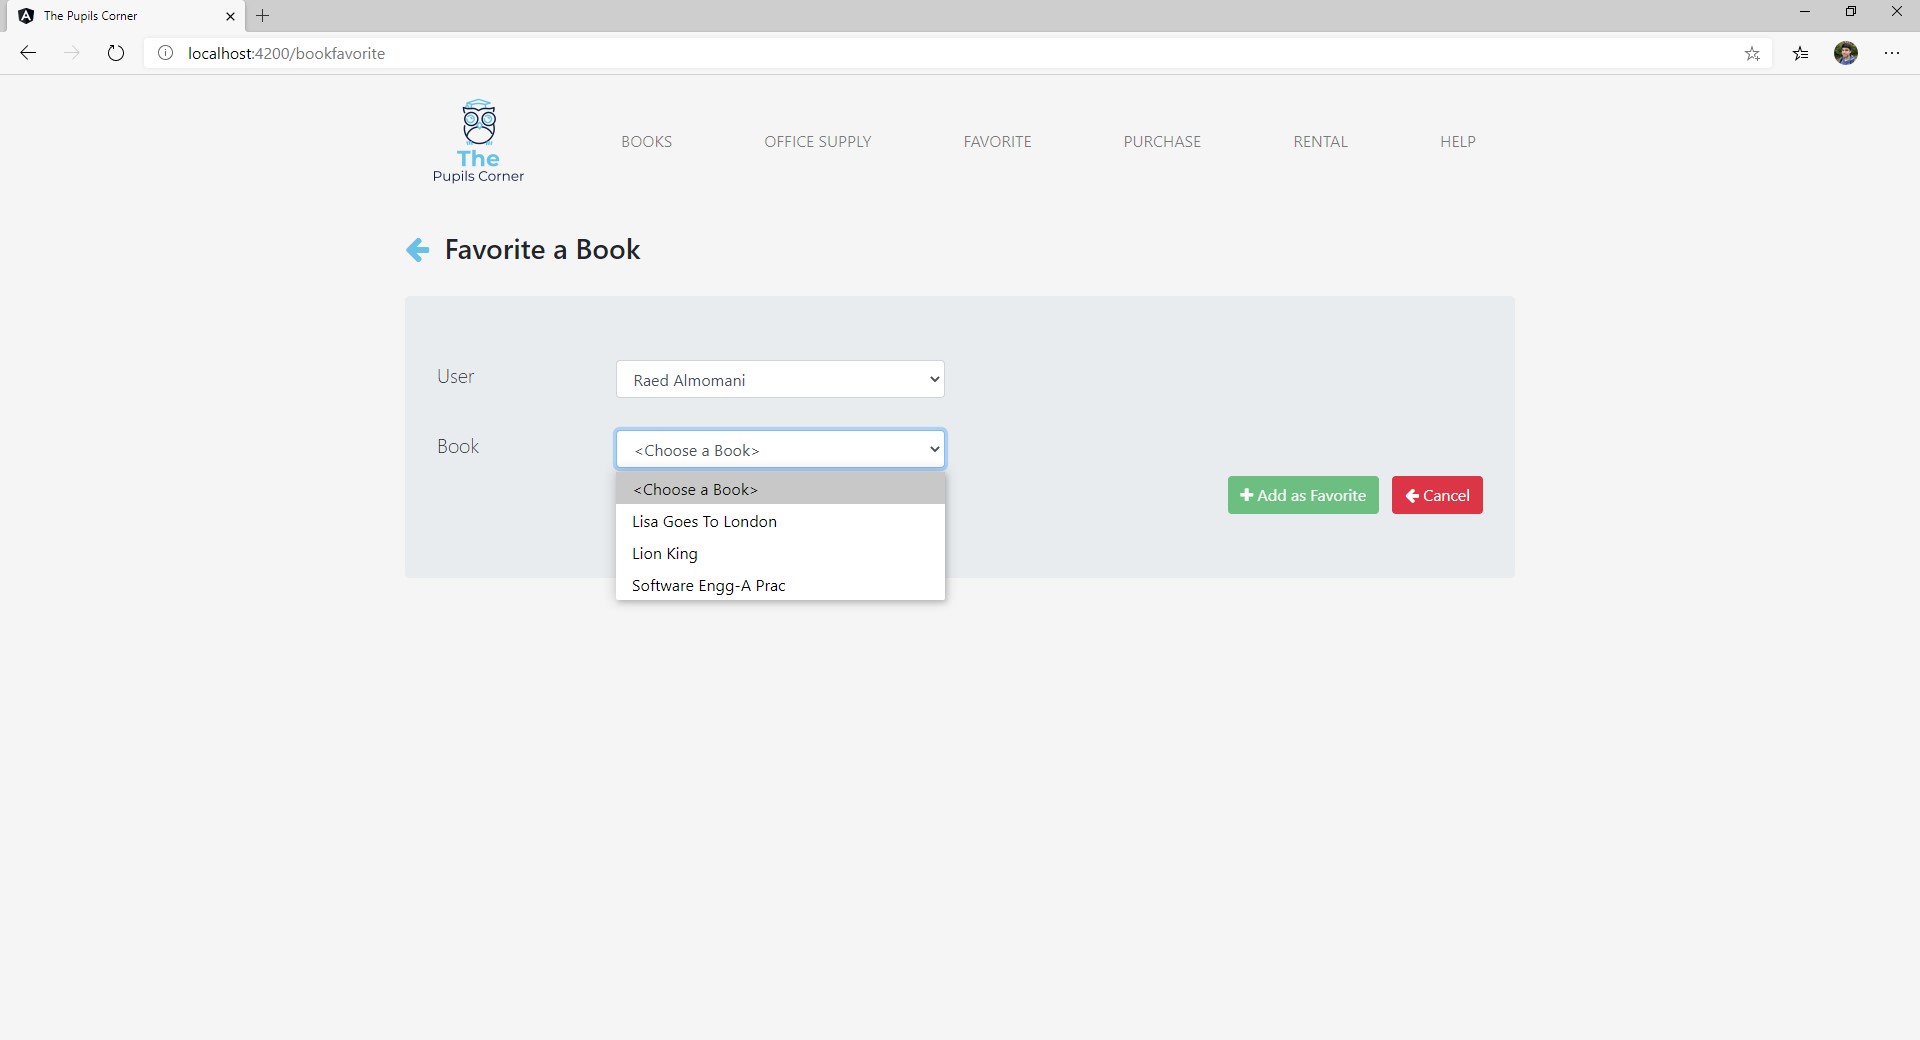 The Pupils Corner
localhost:4200/bookfavorite
The
Pupils Corner
BOOKS OFFICE SUPPLY FAVORITE PURCHASE RENTAL HELP
Favorite a Book
User Raed Almomani
Book <Choose a Book>
<Choose a Book>
Lisa Goes To London
Lion King
Software Engg-A Prac
Add as Favorite Cancel